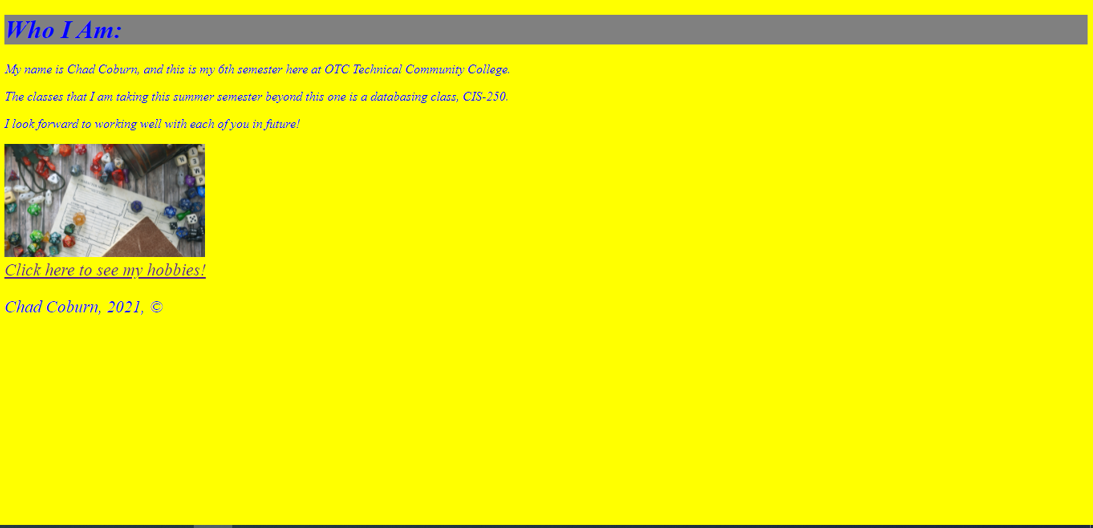 Who I Am:
My name is Chad Coburn, and this is my 6th semester here at OTC Technical Community College.
The classes that I am taking this summer semester beyond this one is a databasing class, CIS-250.
I look forward to working well with each of you in future!
Click here to see my hobbies!
Chad Coburn, 2021, ©